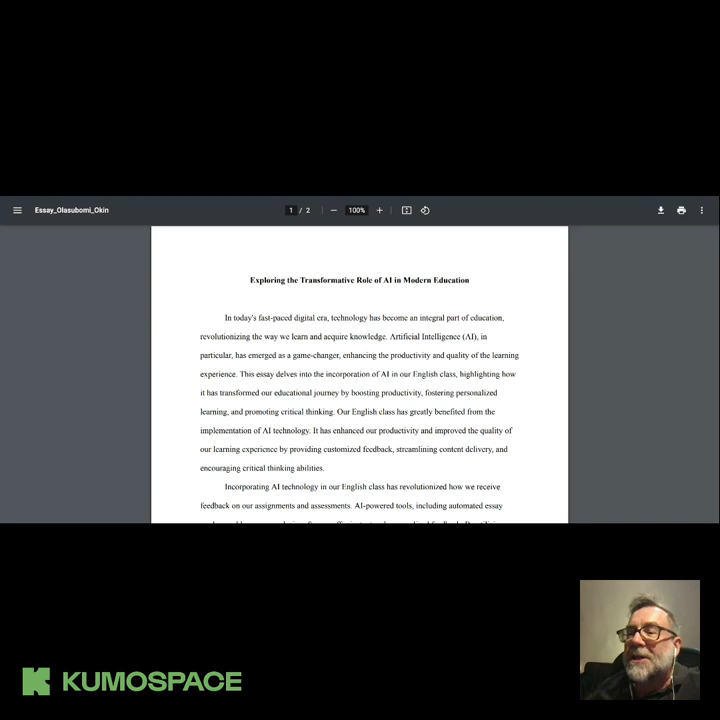 Essay_Olasubomi_Okin
1 / 2
100%
Exploring the Transformative Role of AI in Modern Education
In today's fast-paced digital era, technology has become an integral part of education,
revolutionizing the way we learn and acquire knowledge. Artificial Intelligence (AI), in
particular, has emerged as a game-changer, enhancing the productivity and quality of the learning
experience. This essay delves into the incorporation of AI in our English class, highlighting how
it has transformed our educational journey by boosting productivity, fostering personalized
learning, and promoting critical thinking. Our English class has greatly benefited from the
implementation of AI technology. It has enhanced our productivity and improved the quality of
our learning experience by providing customized feedback, streamlining content delivery, and
encouraging critical thinking abilities.
Incorporating AI technology in our English class has revolutionized how we receive
feedback on our assignments and assessments. AI-powered tools, including automated essay
KUMOSPACE